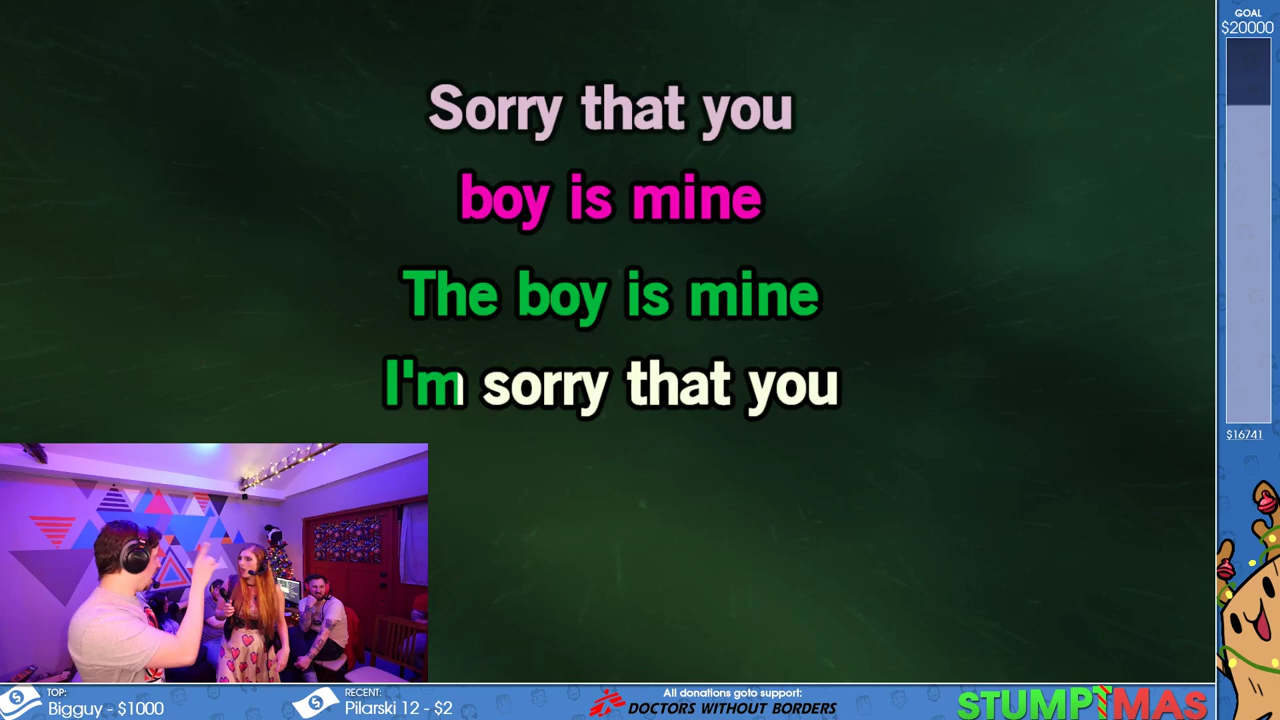 GOAL
$20000
Sorry that you
boy is mine
The boy is mine
I'm sorry that you
$16741
TOP:
Bigguy - $1000
RECENT:
Pilarski 12 - $2
All donations goto support:
DOCTORS WITHOUT BORDERS
STUMPTMAS